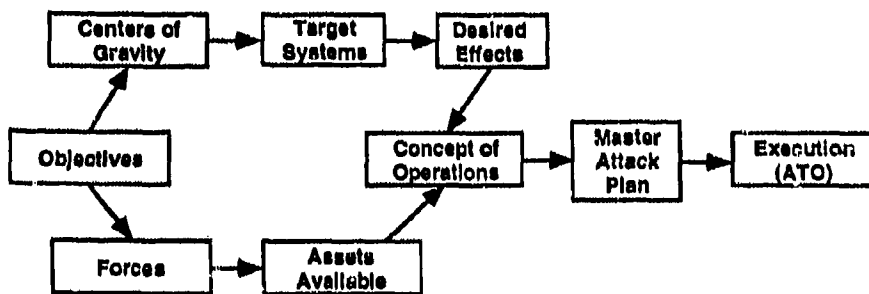 Centers of
Gravity
Target
Systems
Desired
Effects
Objectives
Concept of
Operations
Master
Attack
Plan
Execution
(ATO)
Forces
Assets
Available